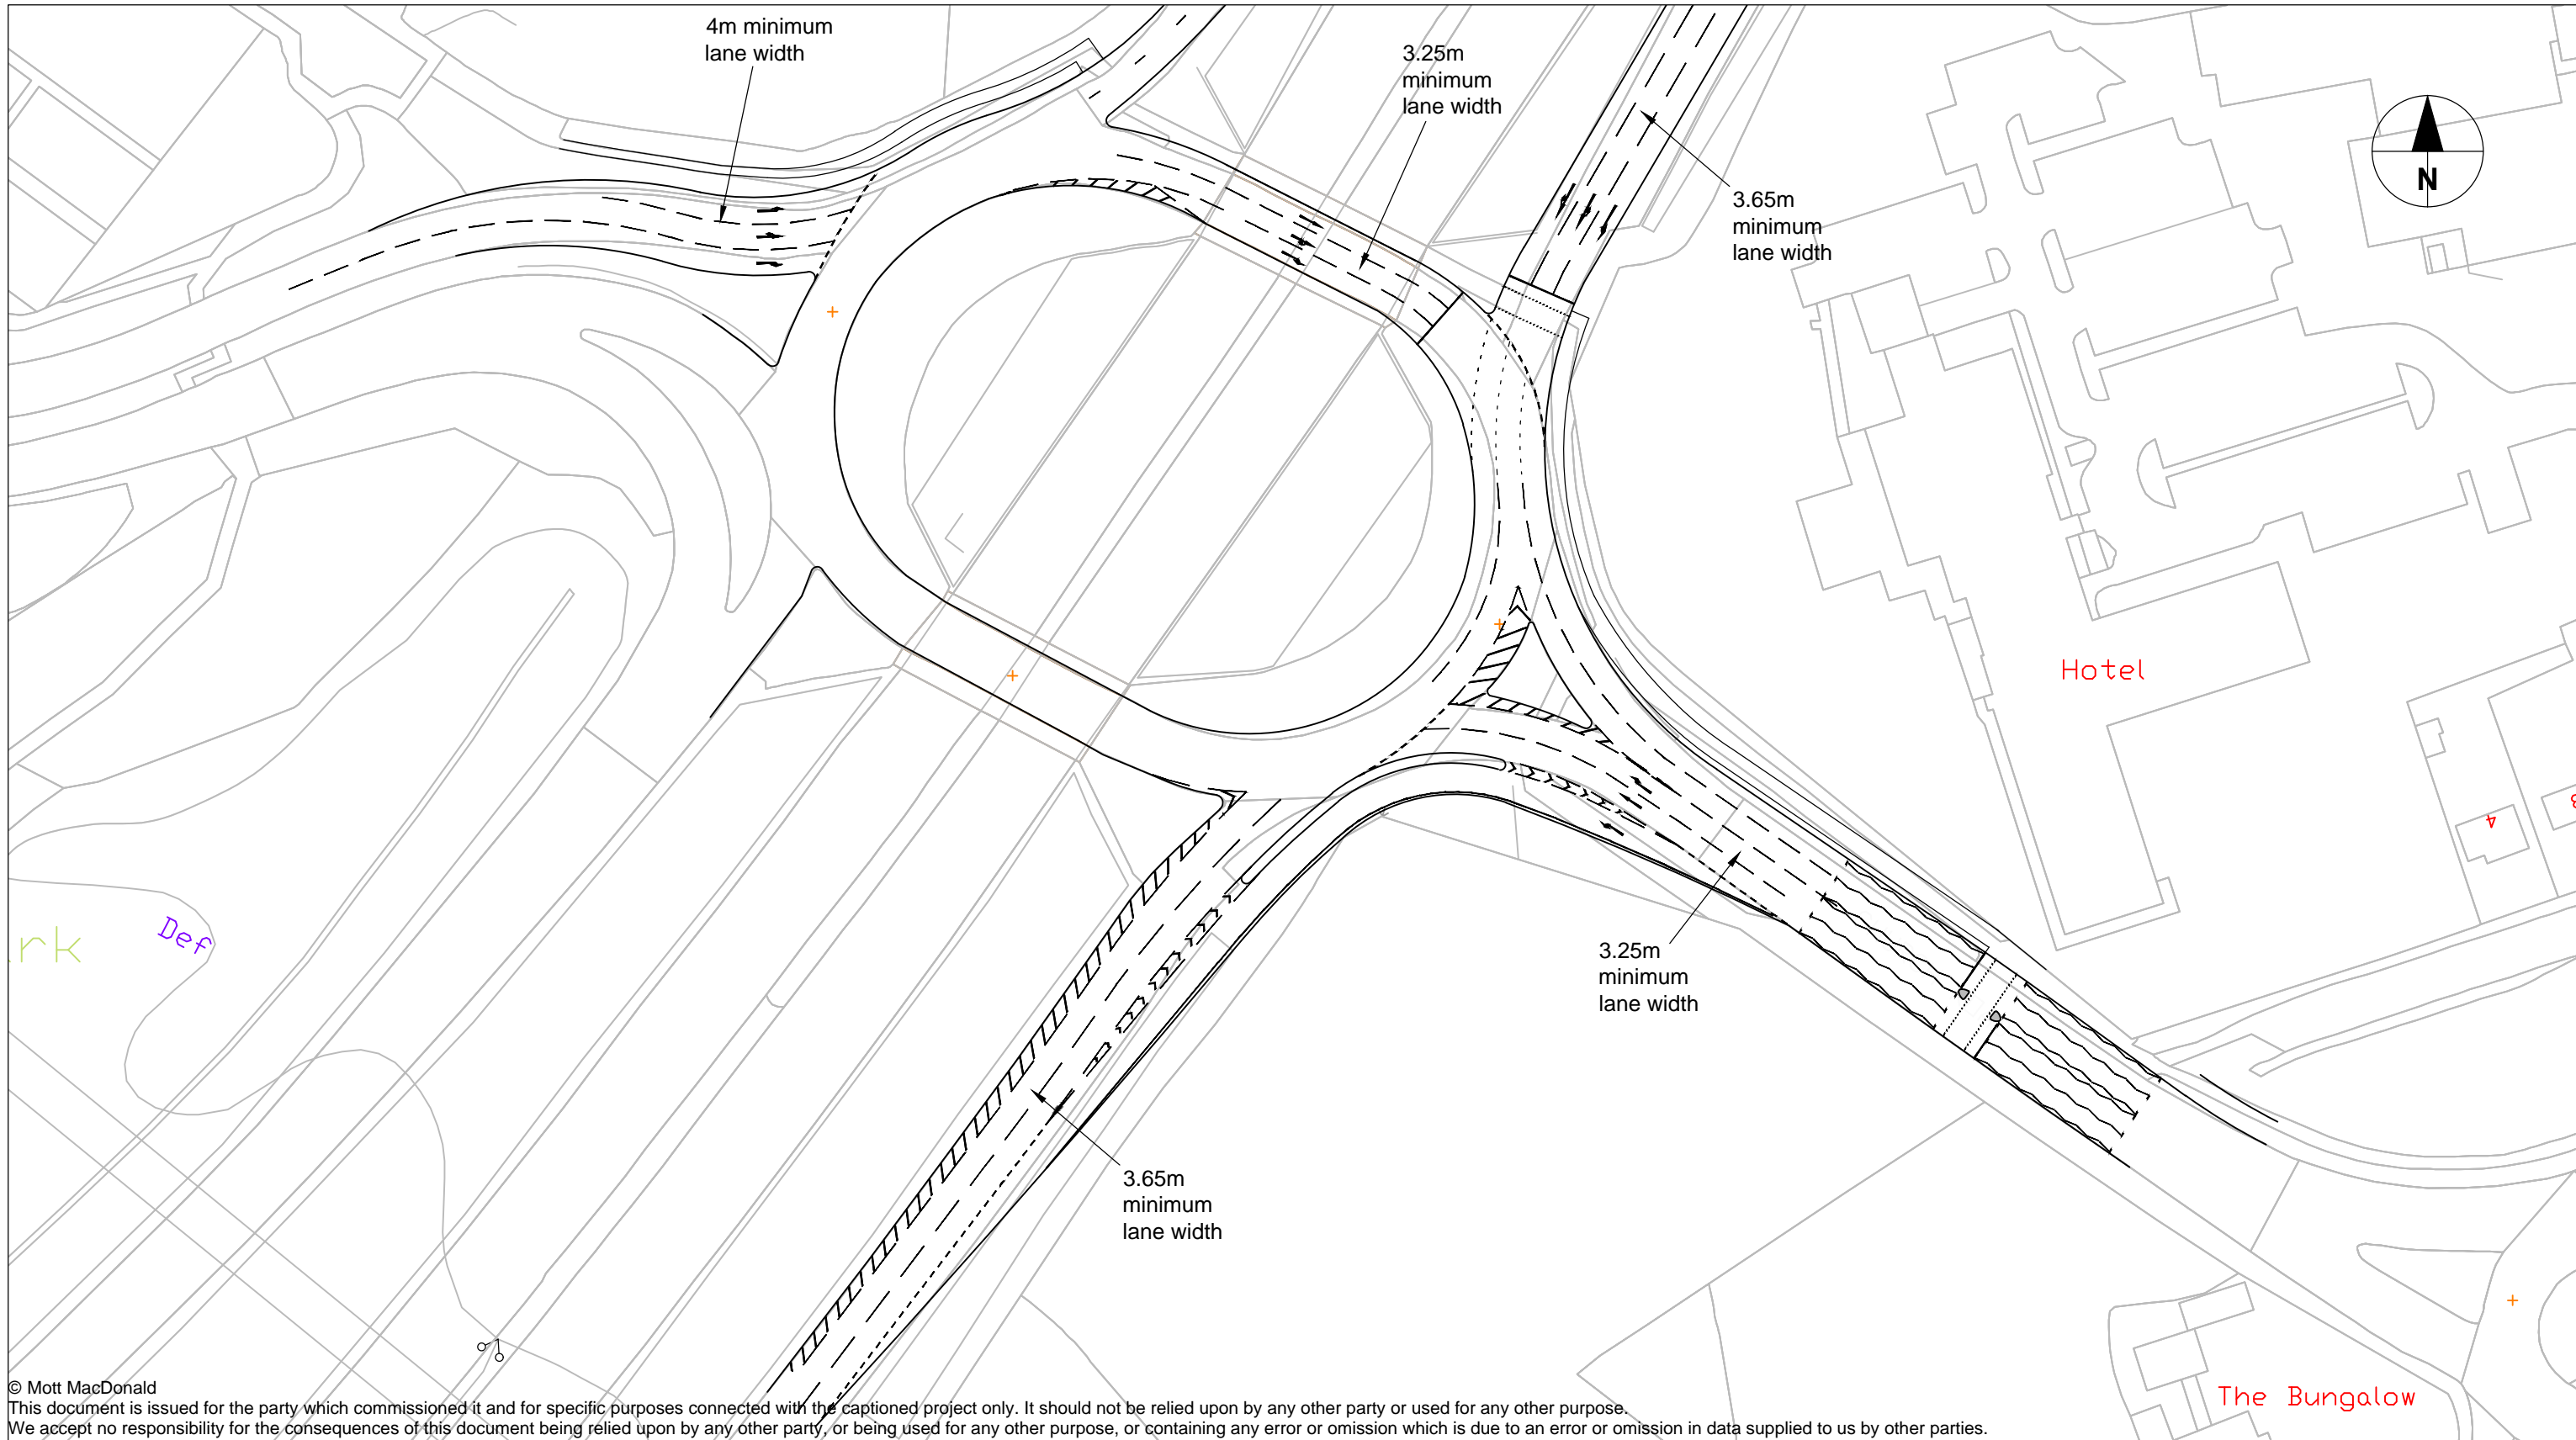 4m minimum
lane width
3.25m
minimum
lane width
3.65m
minimum
lane width
N
Hotel
4
rk
Def
3.25m
minimum
lane width
3.65m
minimum
lane width
The Bungalow
© Mott MacDonald
This document is issued for the party which commissioned it and for specific purposes connected with the captioned project only. It should not be relied upon by any other party or used for any other purpose.
We accept no responsibility for the consequences of this document being relied upon by any other party, or being used for any other purpose, or containing any error or omission which is due to an error or omission in data supplied to us by other parties.